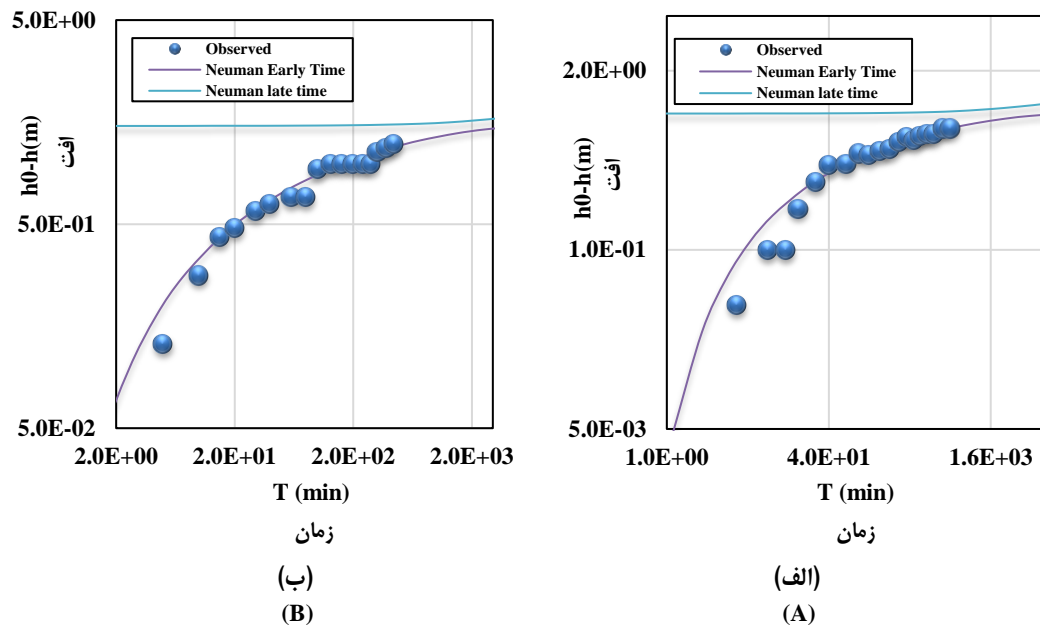 5.0E+00
Observed
Neuman Early Time
Neuman late time
h0-h(m)
افت
5.0E-01
5.0E-02
2.0E+00 2.0E+01 2.0E+02 2.0E+03
T (min)
زمان
(ب)
(B)
2.0E+00
Observed
Neuman Early Time
Neuman late time
h0-h(m)
افت
1.0E-01
5.0E-03
1.0E+00 4.0E+01 1.6E+03
T (min)
زمان
(الف)
(A)